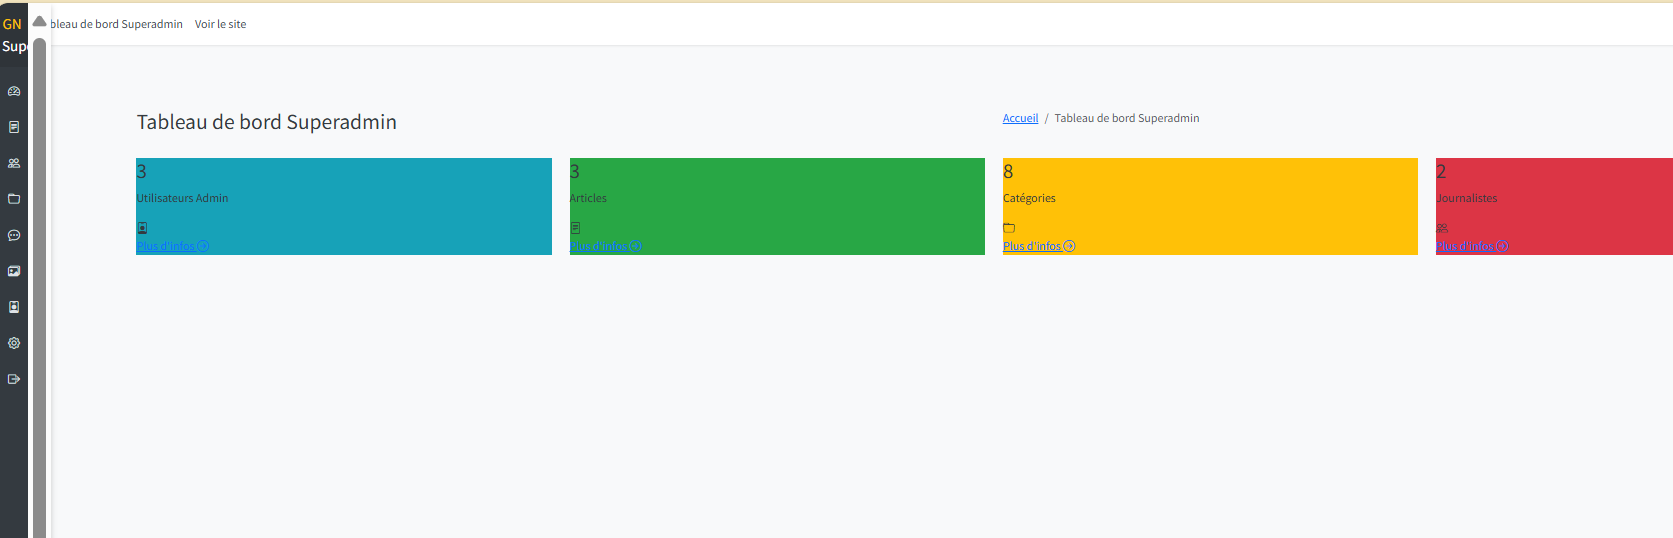 GN
bleau de bord Superadmin
Voir le site
Sup
Tableau de bord Superadmin
Accueil / Tableau de bord Superadmin
3
Utilisateurs Admin
Plus d'infos
3
Articles
Plus d'infos
8
Catégories
Plus d'infos
2
Journalistes
Plus d'infos